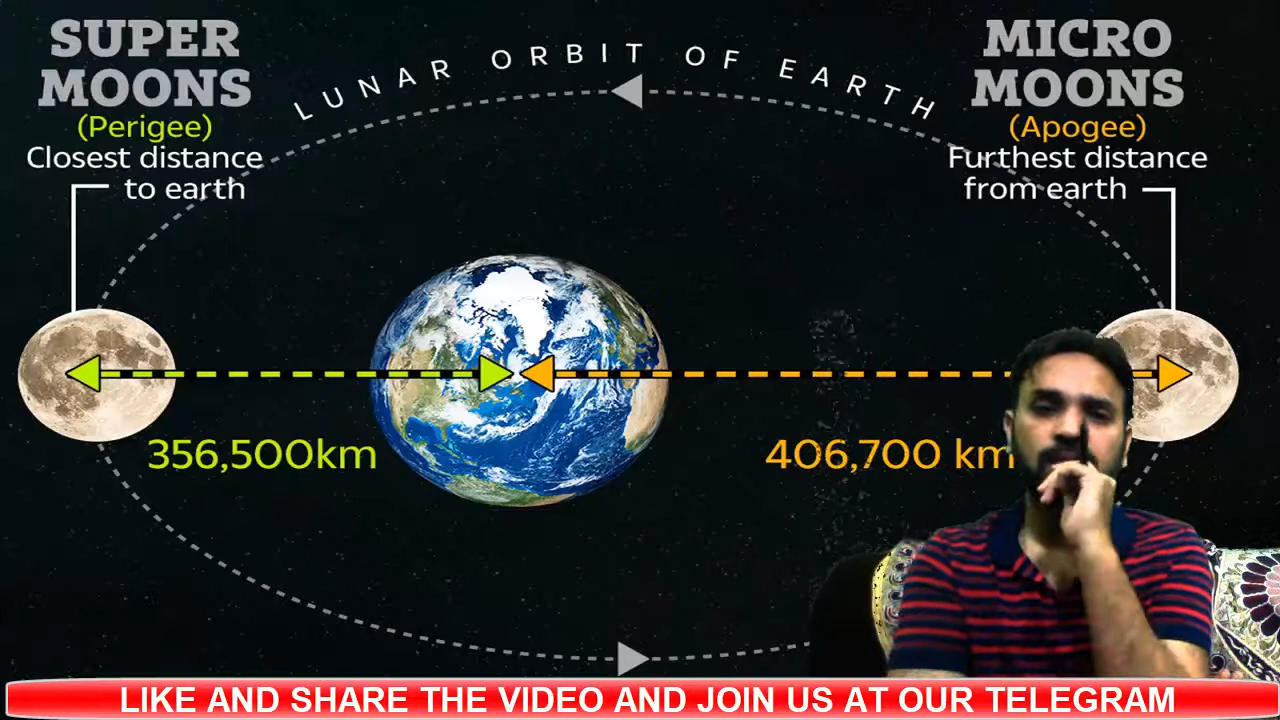 SUPER
MOONS
(Perigee)
Closest distance
to earth
LUNAR ORBIT OF EARTH
MICRO
MOONS
(Apogee)
Furthest distance
from earth
356,500km
406,700 km
LIKE AND SHARE THE VIDEO AND JOIN US AT OUR TELEGRAM